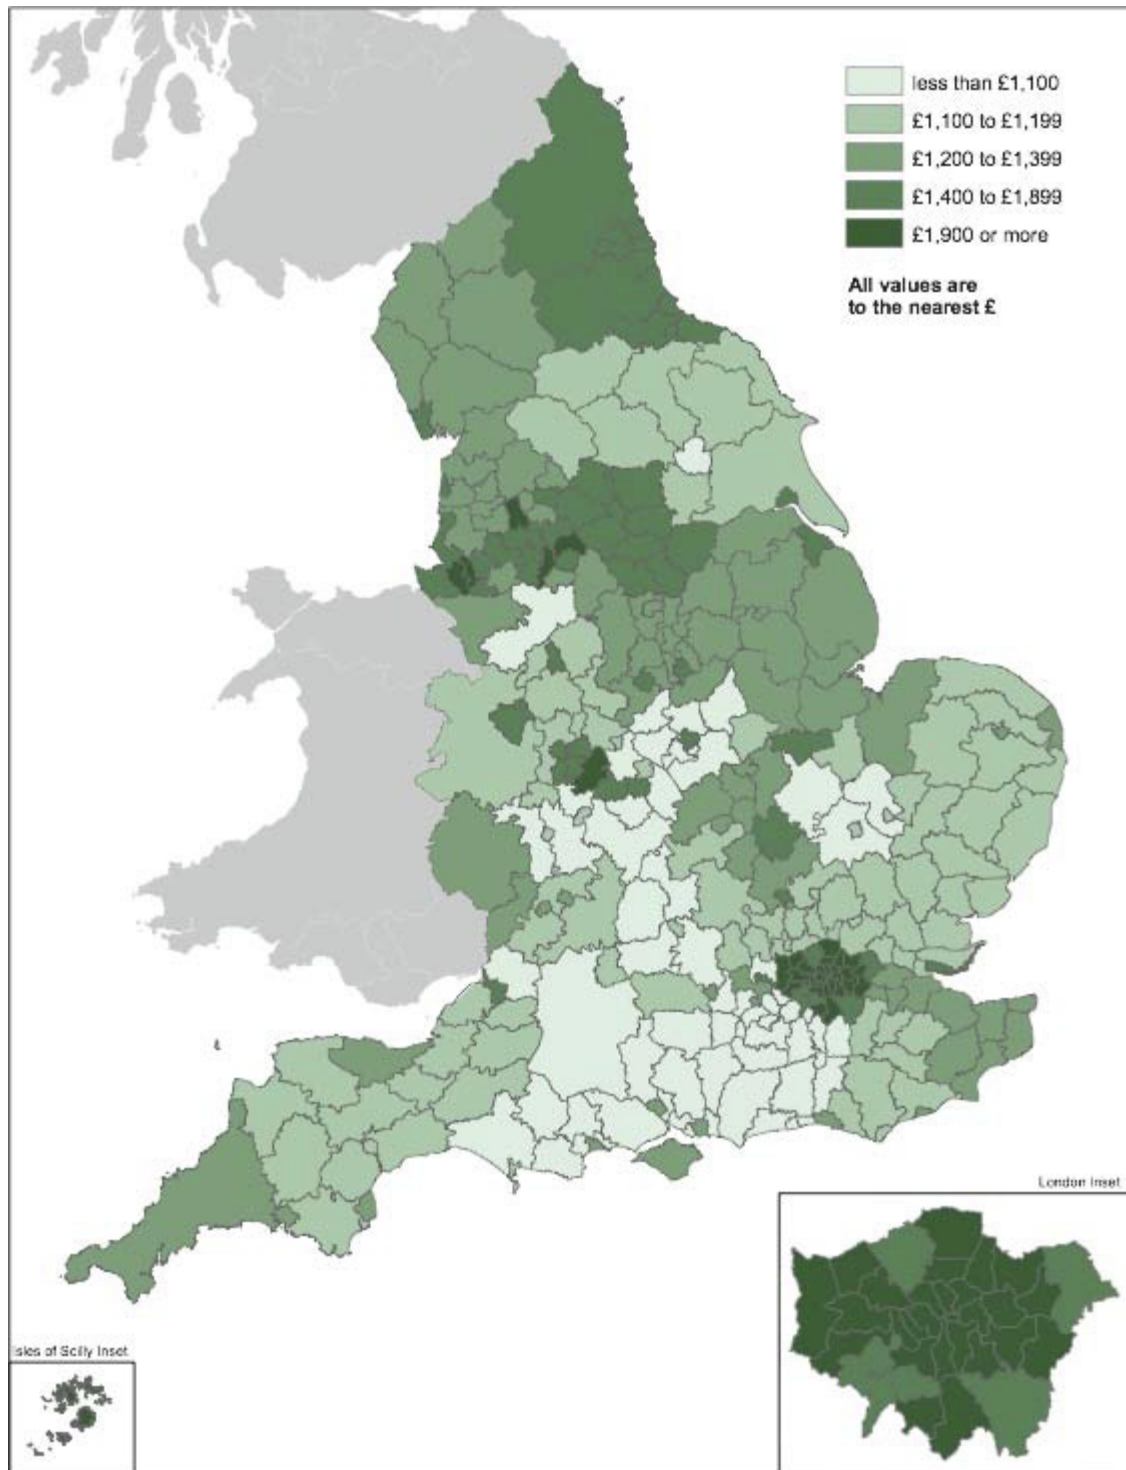 less than £1,100
£1,100 to £1,199
£1,200 to £1,399
£1,400 to £1,899
£1,900 or more
All values are
to the nearest £
London Inset
Isles of Scilly Inset